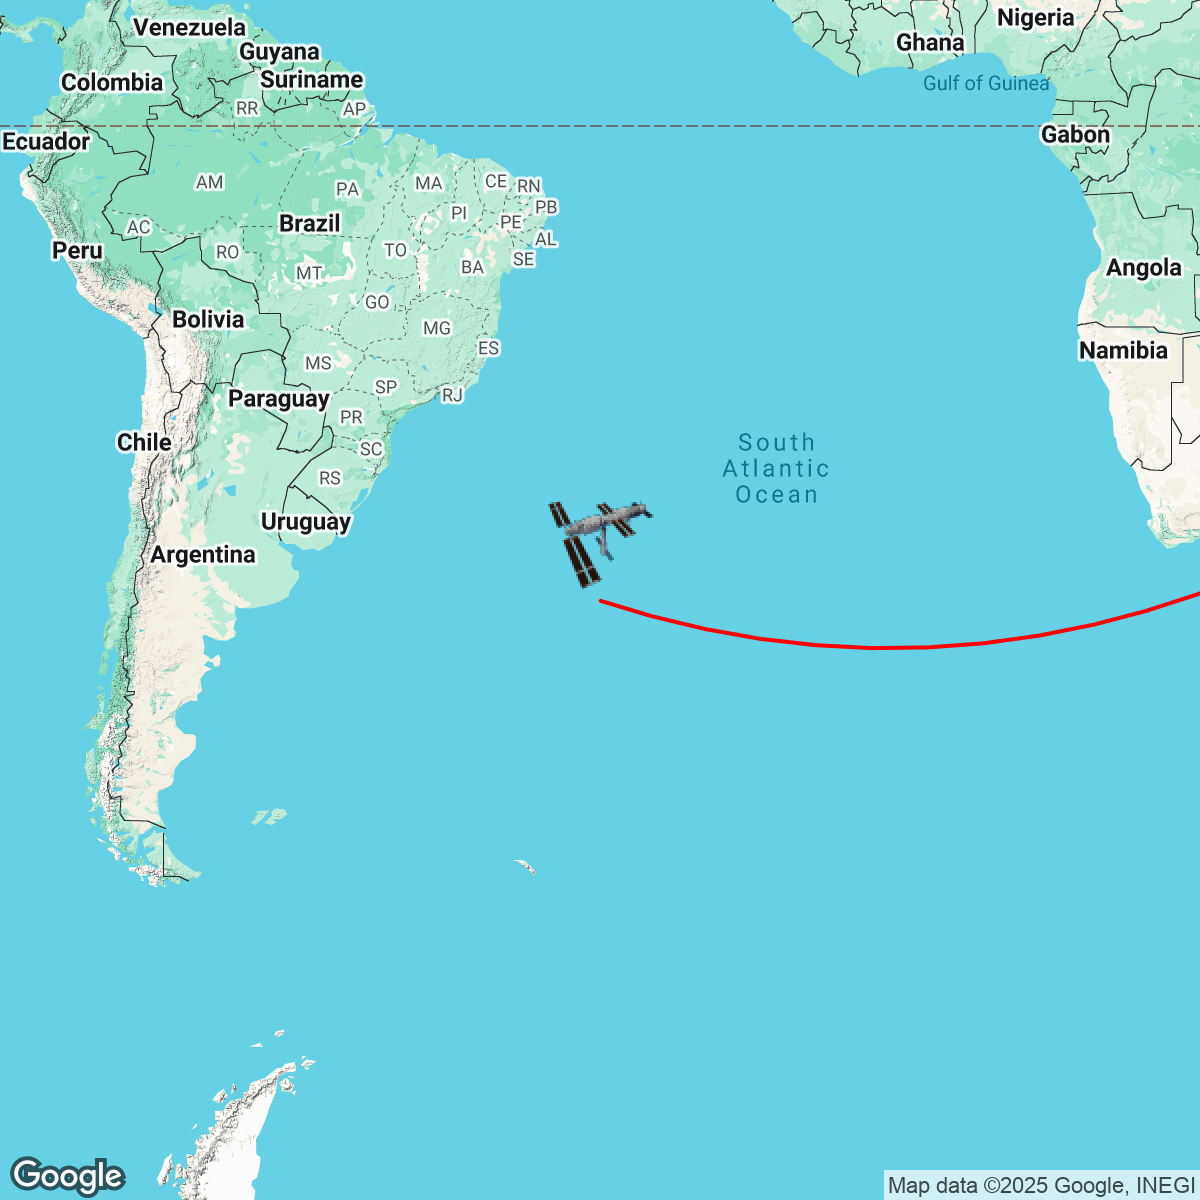 Venezuela
Nigeria
Guyana
Ghana
Suriname
Colombia
Gulf of Guinea
RR
AP
Ecuador
Gabon
AM
PA
MA
CE
RN
PI
PE
PB
AC
Brazil
AL
Peru
RO
TO
SE
MT
BA
Angola
GO
Bolivia
MG
ES
Namibia
MS
SP
RJ
Paraguay
PR
Chile
SC
South
Atlantic
Ocean
RS
Uruguay
Argentina
Google
Map data ©2025 Google, INEGI